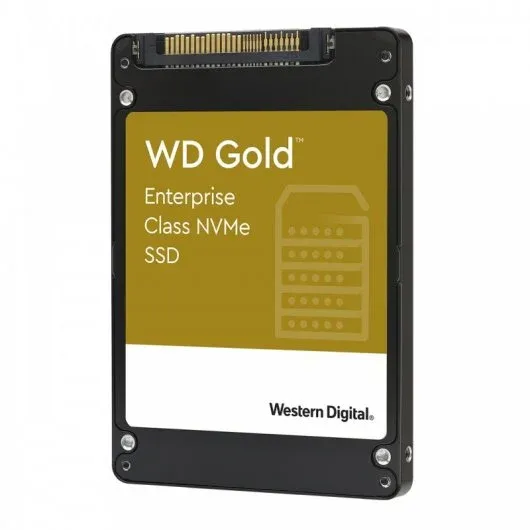 WD Gold™
Enterprise
Class NVMe
SSD
Western Digital®